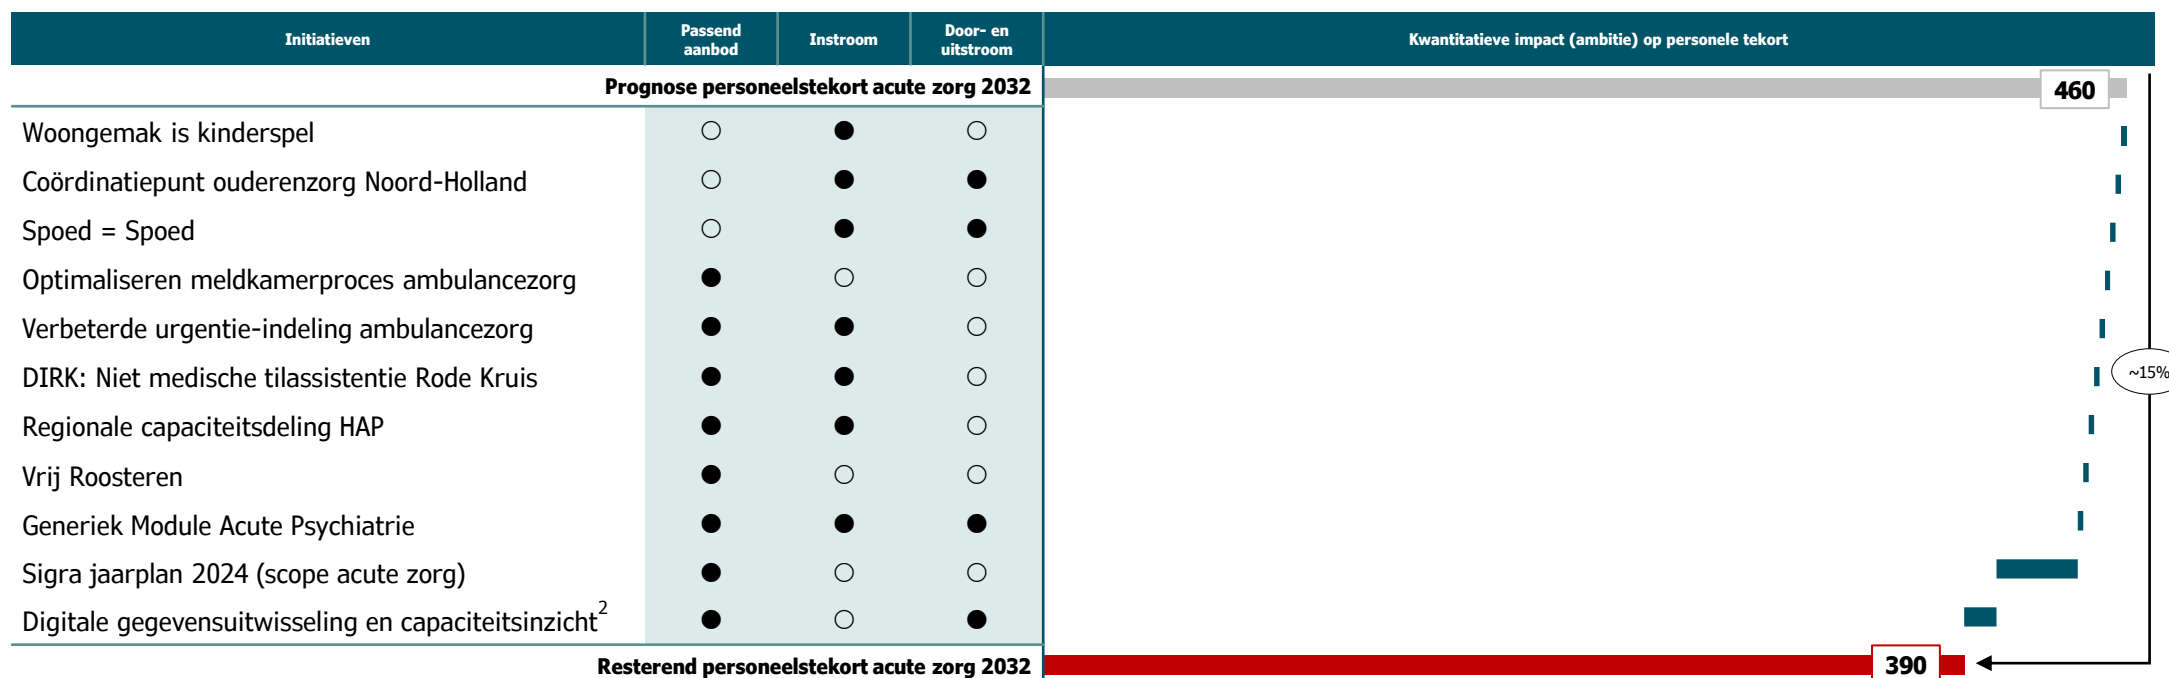 Initiatieven
Passend
aanbod
Instroom
Door- en
uitstroom
Kwantitatieve impact (ambitie) op personele tekort
Prognose personeelstekort acute zorg 2032
460
Woongemak is kinderspel
Coördinatiepunt ouderenzorg Noord-Holland
Spoed = Spoed
Optimaliseren meldkamerproces ambulancezorg
Verbeterde urgentie-indeling ambulancezorg
DIRK: Niet medische tilassistentie Rode Kruis
~15%
Regionale capaciteitsdeling HAP
Vrij Roosteren
Generiek Module Acute Psychiatrie
Sigra jaarplan 2024 (scope acute zorg)
Digitale gegevensuitwisseling en capaciteitsinzicht2
Resterend personeelstekort acute zorg 2032
390